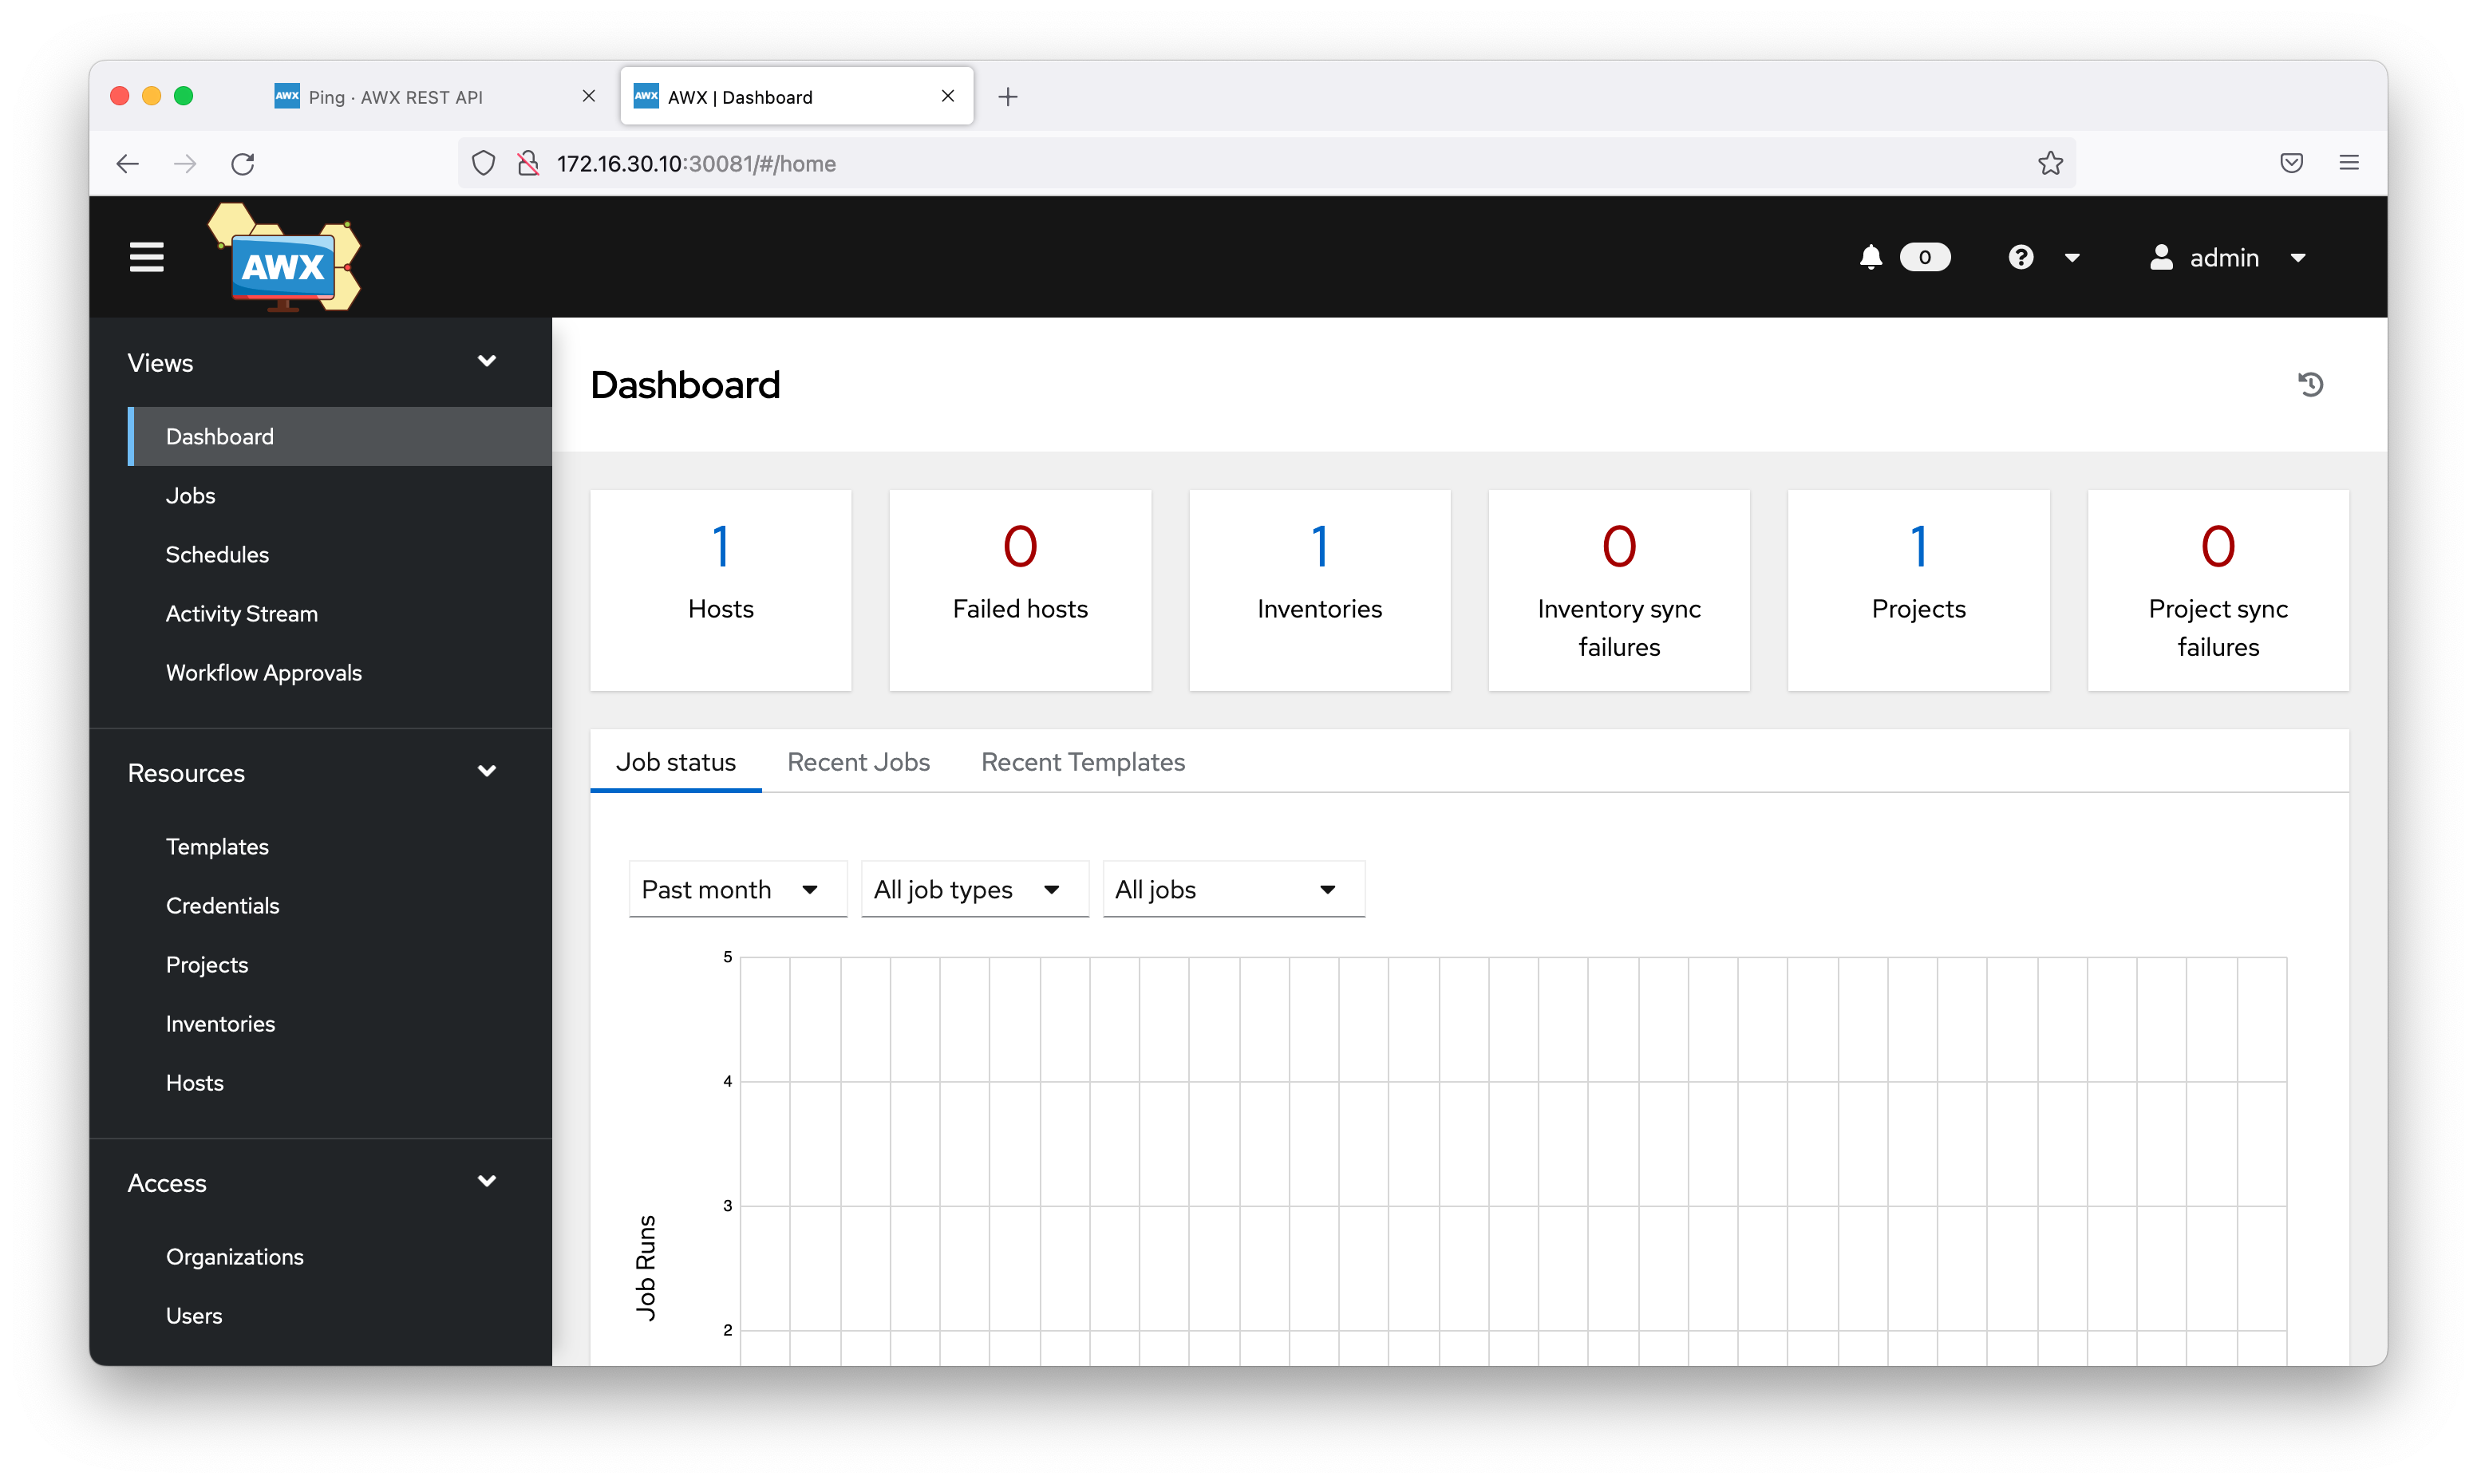 AWX Ping · AWX REST API
AWX AWX | Dashboard
172.16.30.10:30081/#/home
AWX
0
admin
Views
Dashboard
Jobs
Schedules
Activity Stream
Workflow Approvals
Resources
Templates
Credentials
Projects
Inventories
Hosts
Access
Organizations
Users
Dashboard
1
Hosts
0
Failed hosts
1
Inventories
0
Inventory sync
failures
1
Projects
0
Project sync
failures
Job status Recent Jobs Recent Templates
Past month All job types All jobs
5
4
3
2
Job Runs